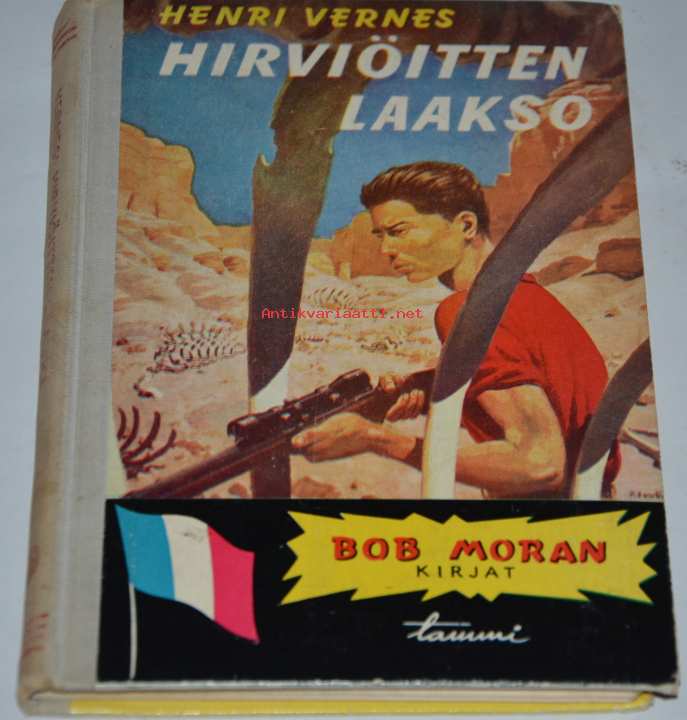 HENRI VERNES
HIRVIÖITTEN
LAAKSO
Antikvariaatti.net
BOB MORAN
KIRJAT
tammi